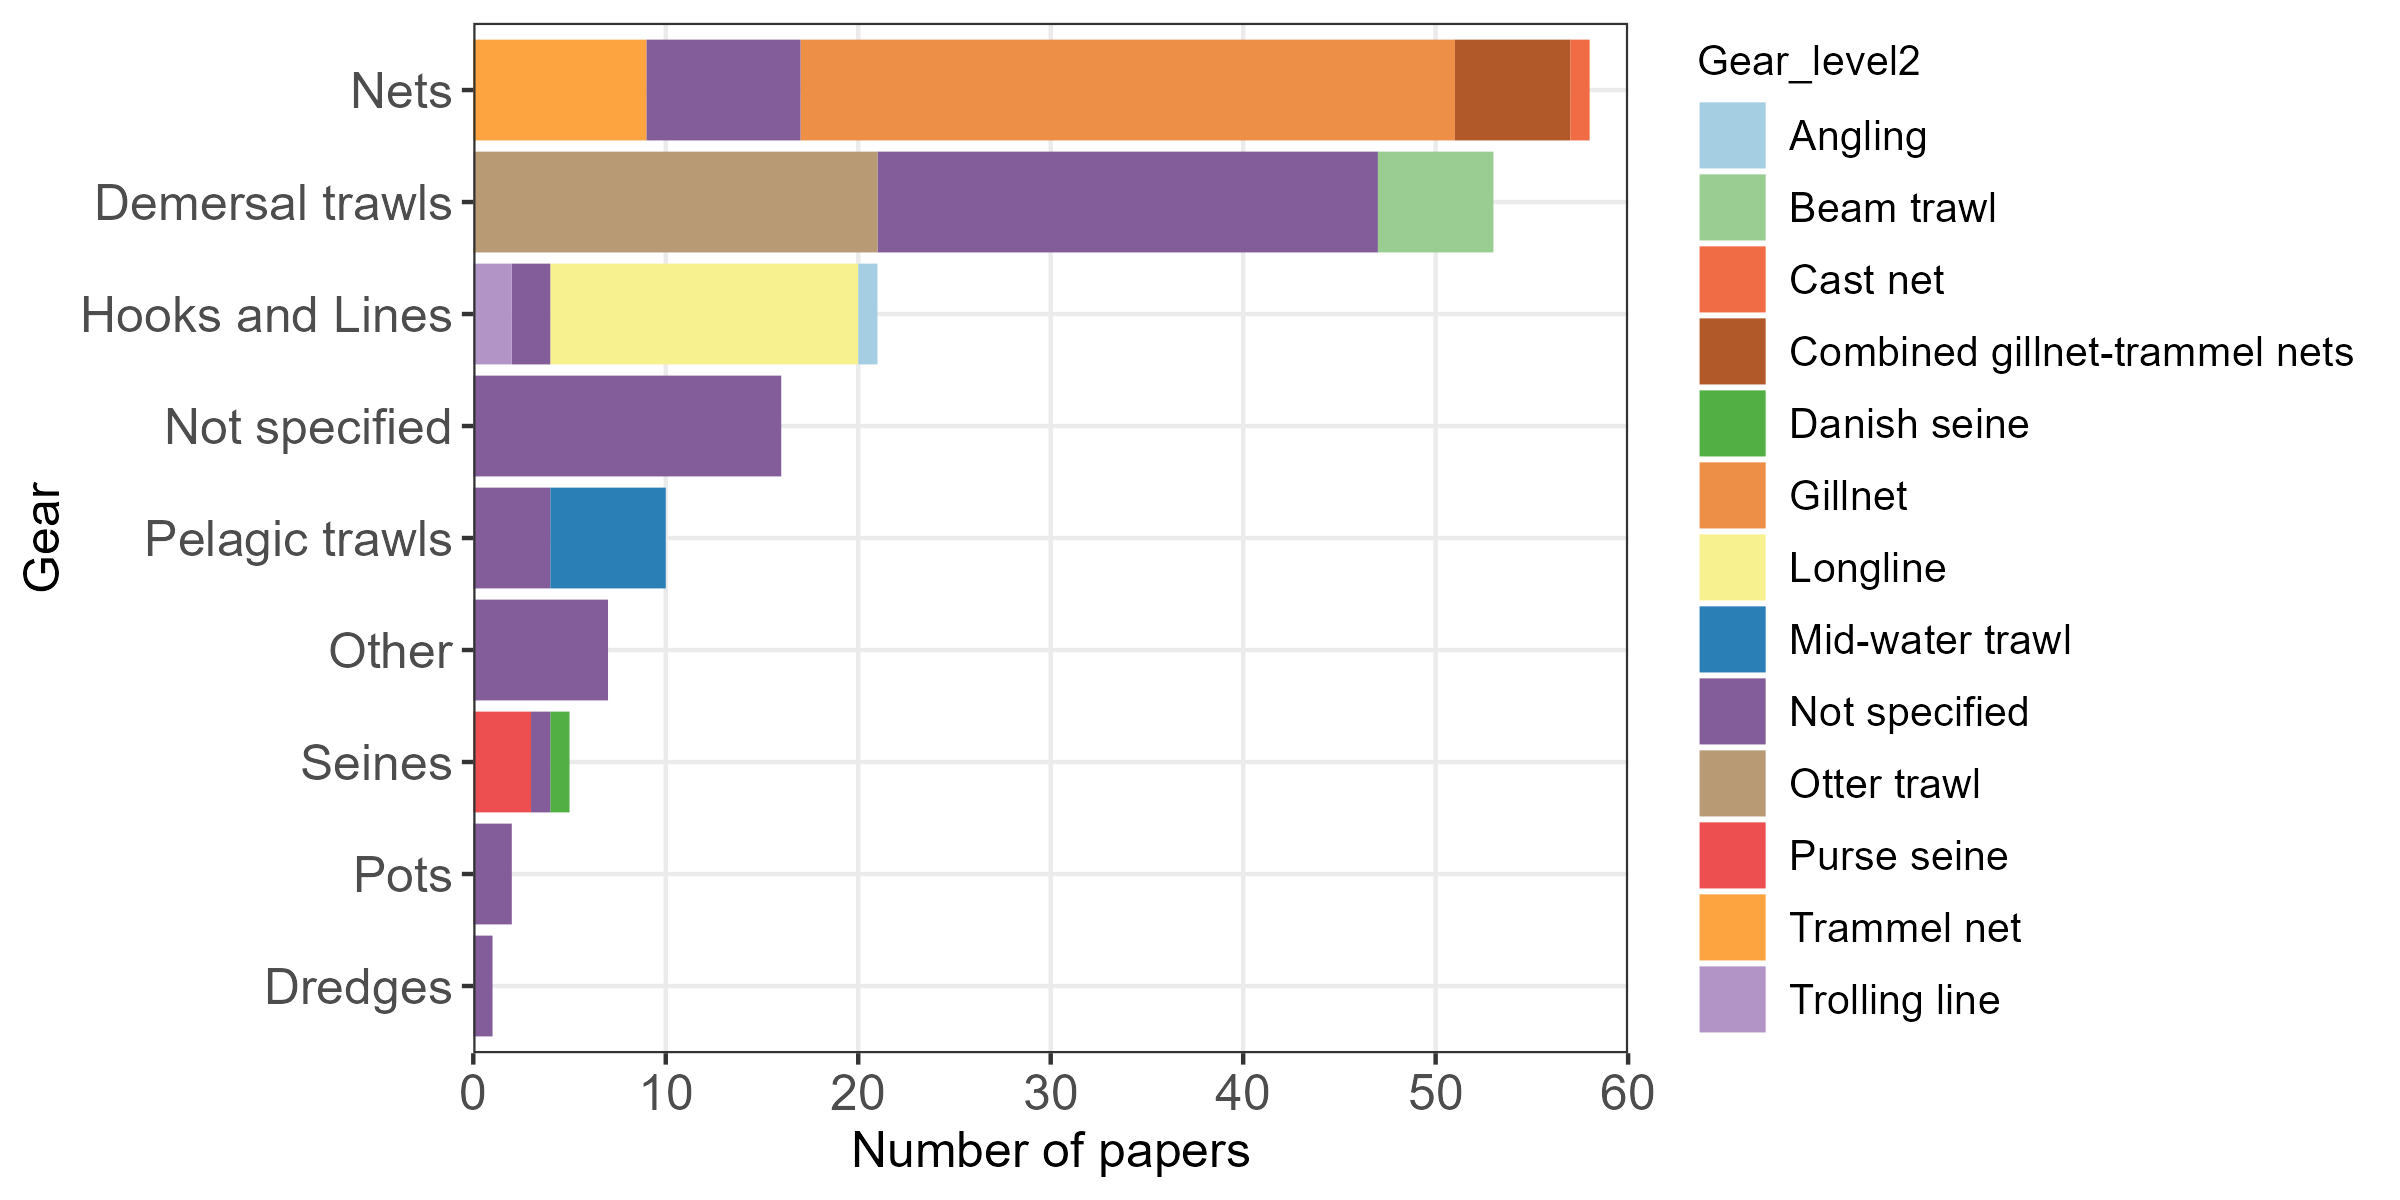 Nets
Demersal trawls
Hooks and Lines
Not specified
Pelagic trawls
Other
Seines
Pots
Dredges
Gear
0 10 20 30 40 50 60
Number of papers
Gear_level2
Angling
Beam trawl
Cast net
Combined gillnet-trammel nets
Danish seine
Gillnet
Longline
Mid-water trawl
Not specified
Otter trawl
Purse seine
Trammel net
Trolling line